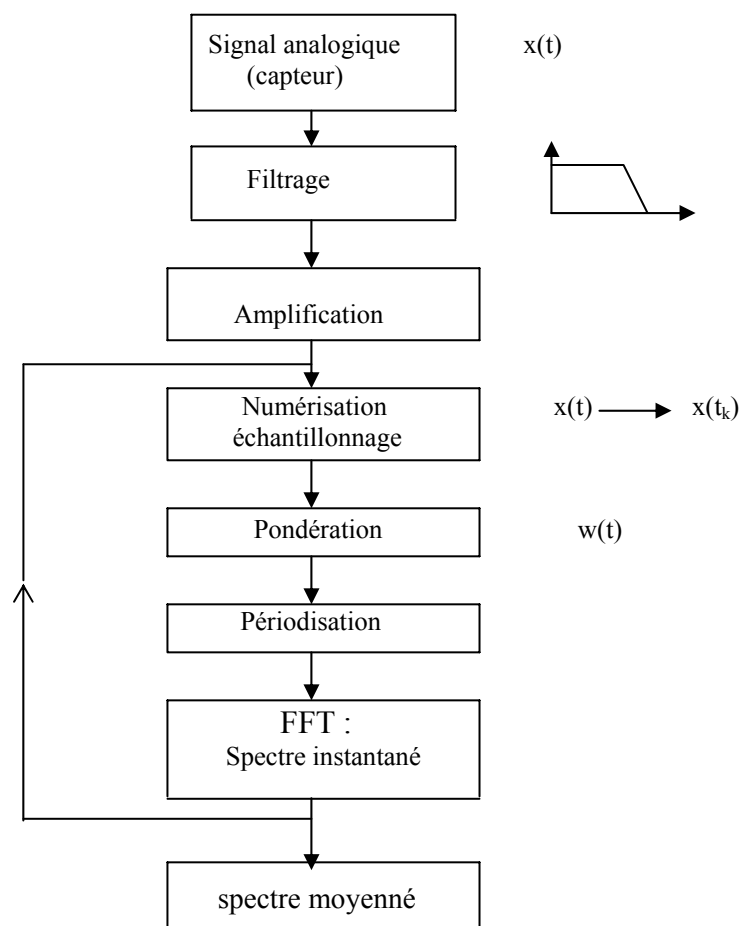 Signal analogique
(capteur)
x(t)
Filtrage
Amplification
Numérisation
échantillonnage
x(t) x(tk)
Pondération
w(t)
Périodisation
FFT :
Spectre instantané
spectre moyenné